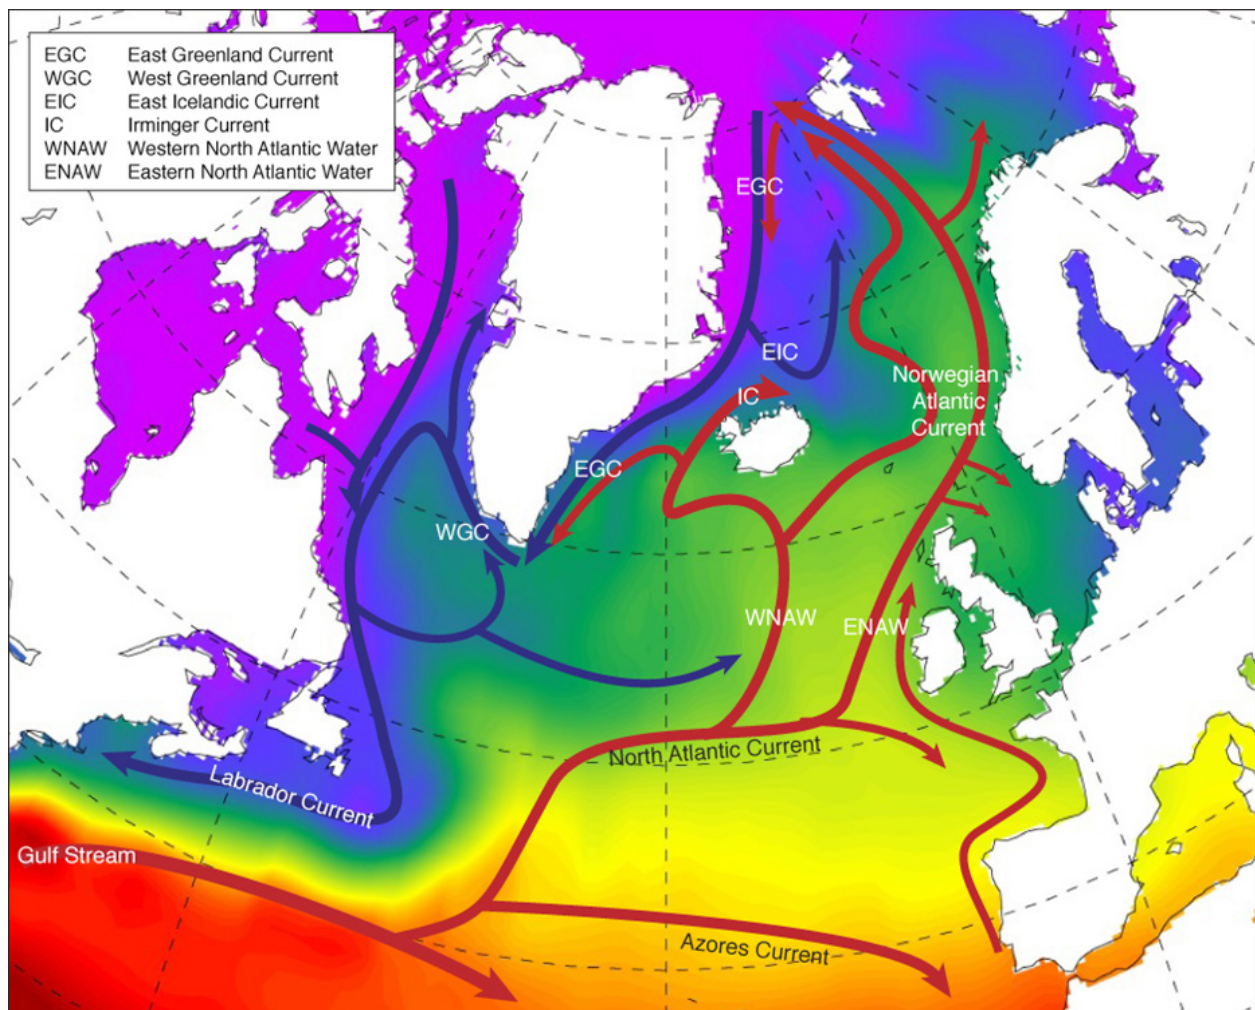 EGC East Greenland Current
WGC West Greenland Current
EIC East Icelandic Current
IC Irminger Current
WNAW Western North Atlantic Water
ENAW Eastern North Atlantic Water
EGC
EIC
IC
Norwegian
Atlantic
Current
EGC
WGC
WNAW
ENAW
North Atlantic Current
Labrador Current
Gulf Stream
Azores Current